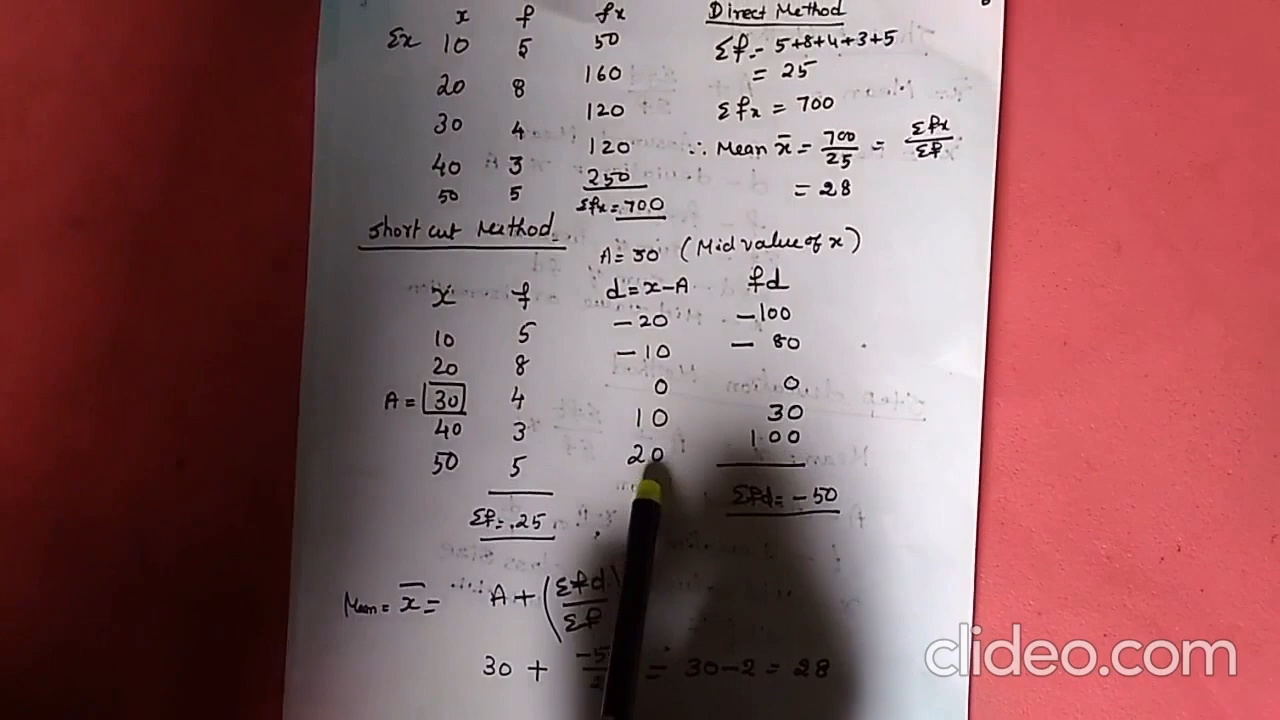 x f fx Direct Method
Σx 10 5 50 Σf = 5+8+4+3+5
= 25
20 8 160
Σfx = 700
30 4 120
∴ Mean x̄ = 700/25 = Σfx/Σf
40 3 120
= 28
50 5 250
Σfx = 700
Short cut Method
A = 30 (Mid value of x)
x f d = x-A fd
10 5 -20 -100
20 8 -10 -80
A = 30 4 0 0
40 3 10 30
50 5 20 100
Σf = 25 Σfd = -50
Mean = x̄ = A + (Σfd/Σf
30 + = 30-2 = 28
clideo.com